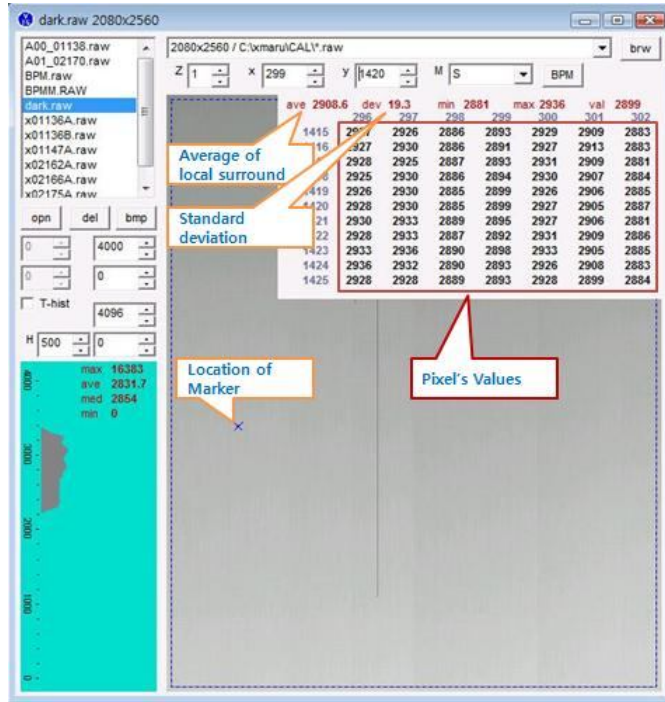 dark.raw 2080x2560
A00_01138.raw
A01_02170.raw
BPM.raw
BPMM.RAW
dark.raw
x01136A.raw
x01136B.raw
x01147A.raw
x02162A.raw
x02166A.raw
x02175A.raw
opn del bmp
0 4000
0 0
T-hist
4096
H 500 0
max 16383
ave 2831.7
med 2854
min 0
4000
3000
2000
1000
0
2080x2560 / C:\xmaru\CAL\*.raw brw
Z 1 x 299 y 1420 M S BPM
ave 2908.6 dev 19.3 min 2881 max 2936 val 2899
296 297 298 299 300 301 302
1415 2926 2886 2893 2929 2909 2883
2927 2930 2886 2891 2927 2913 2883
2928 2925 2887 2893 2931 2909 2881
2925 2930 2886 2894 2930 2907 2884
2926 2930 2885 2899 2926 2906 2885
2928 2930 2885 2899 2927 2905 2887
2930 2933 2889 2895 2927 2906 2881
2928 2933 2887 2892 2931 2909 2886
1423 2933 2936 2890 2898 2933 2905 2885
1424 2936 2932 2890 2893 2926 2908 2883
1425 2928 2928 2889 2893 2928 2899 2884
Average of
local surround
Standard
deviation
Location of
Marker
Pixel's Values